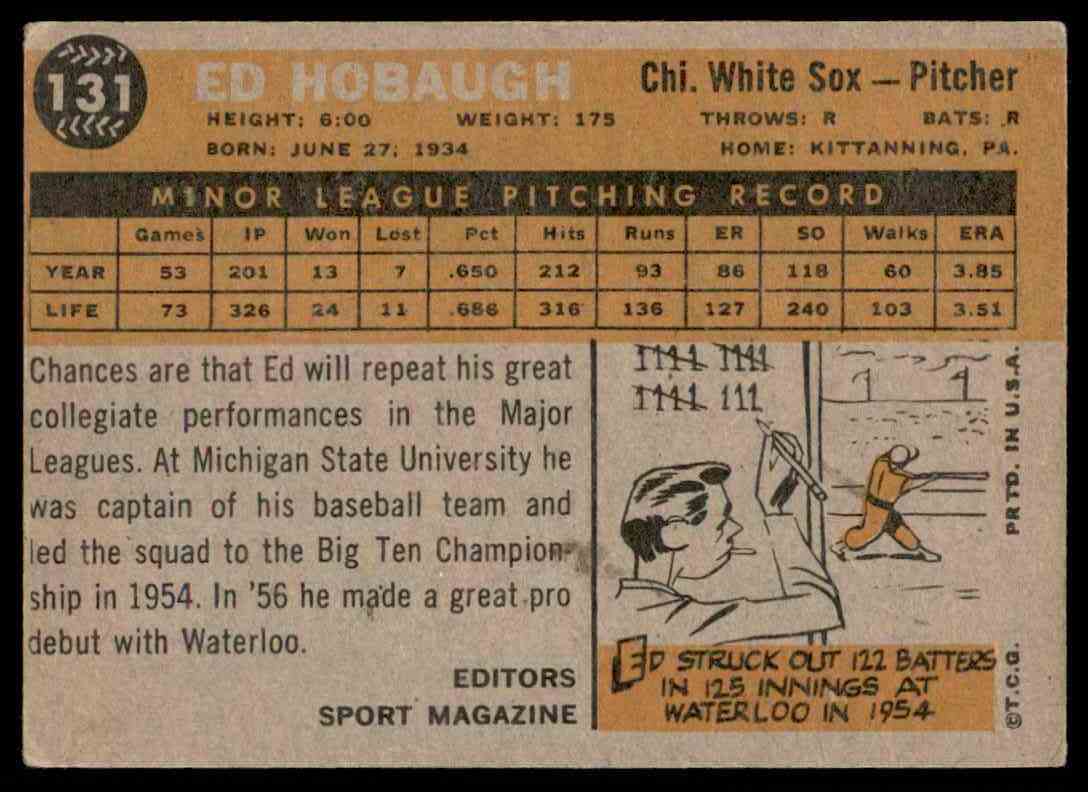 131
ED HOBAUGH
Chi. White Sox — Pitcher
HEIGHT: 6:00 WEIGHT: 175 THROWS: R BATS: R
BORN: JUNE 27, 1934 HOME: KITTANNING, PA.
MINOR LEAGUE PITCHING RECORD
Games IP Won Lost Pct Hits Runs ER SO Walks ERA
YEAR 53 201 13 7 .650 212 93 86 118 60 3.85
LIFE 73 326 24 11 .686 316 136 127 240 103 3.51
Chances are that Ed will repeat his great
collegiate performances in the Major
Leagues. At Michigan State University he
was captain of his baseball team and
led the squad to the Big Ten Champion-
ship in 1954. In '56 he made a great pro
debut with Waterloo.
EDITORS
SPORT MAGAZINE
ED STRUCK OUT 122 BATTERS
IN 125 INNINGS AT
WATERLOO IN 1954
©T.C.G. PRTD. IN U.S.A.